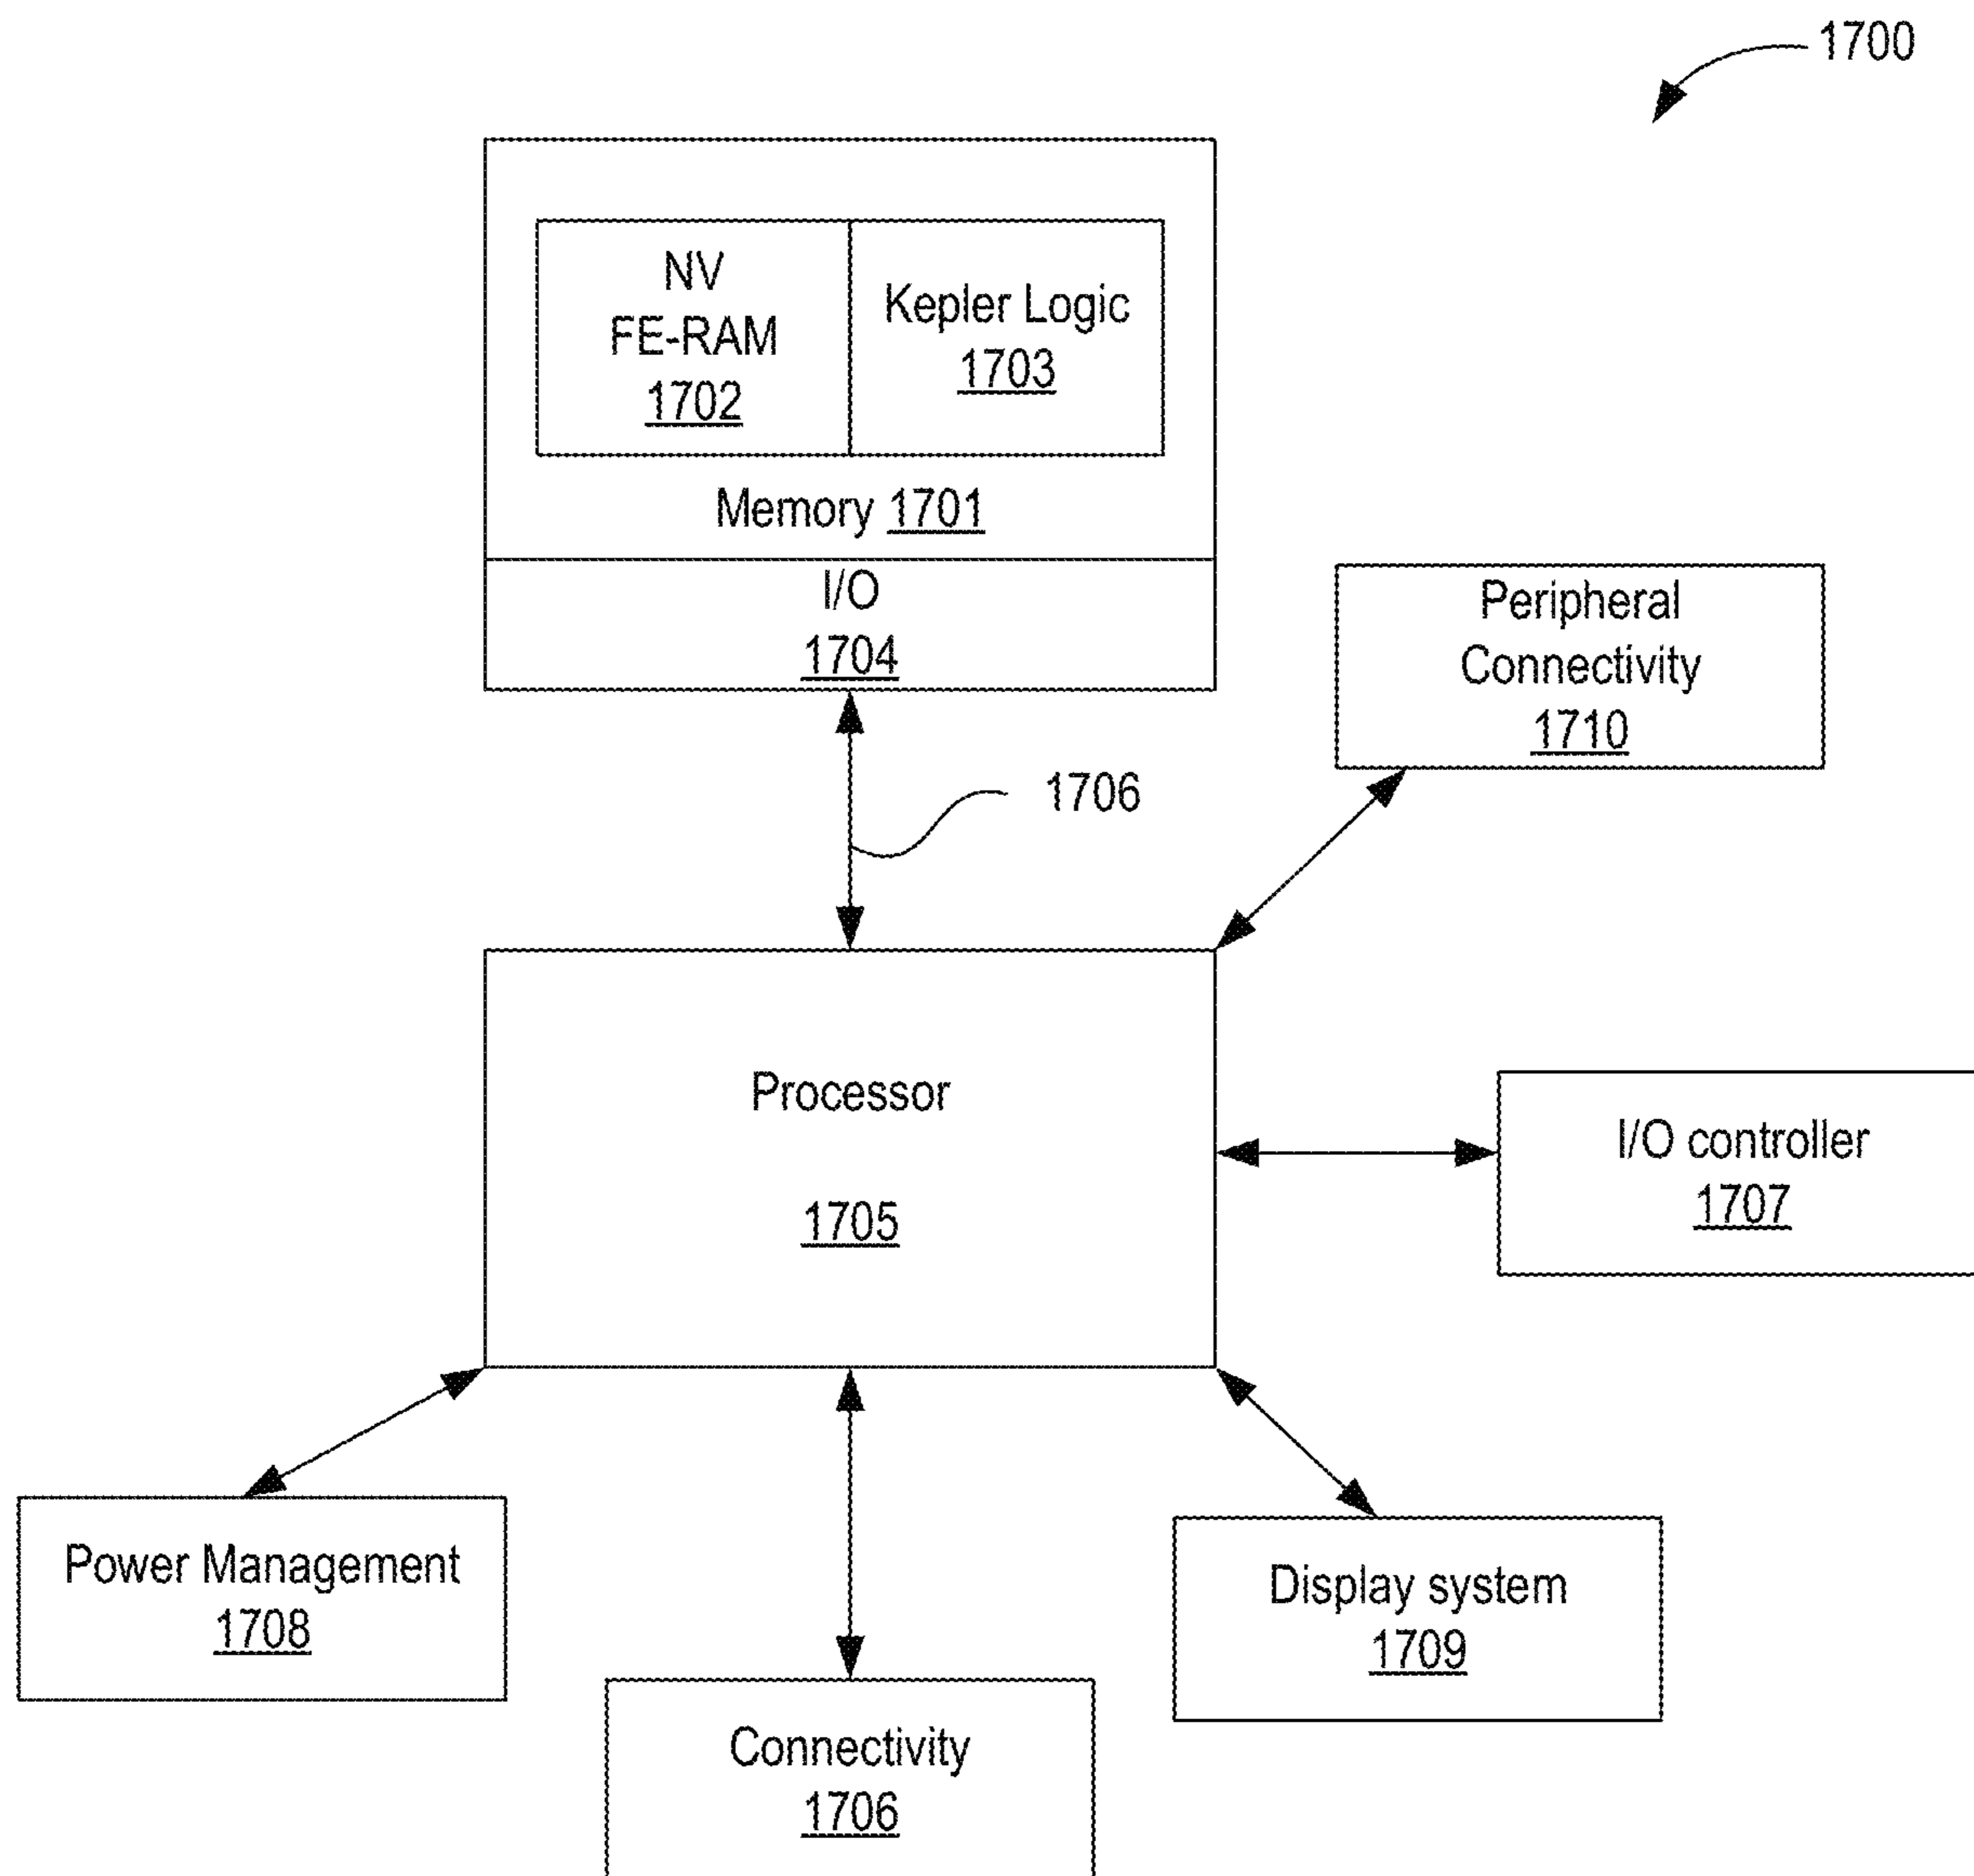 1700
NV
FE-RAM
1702
Kepler Logic
1703
Memory 1701
I/O
1704
Peripheral
Connectivity
1710
1706
Processor
1705
I/O controller
1707
Power Management
1708
Display system
1709
Connectivity
1706